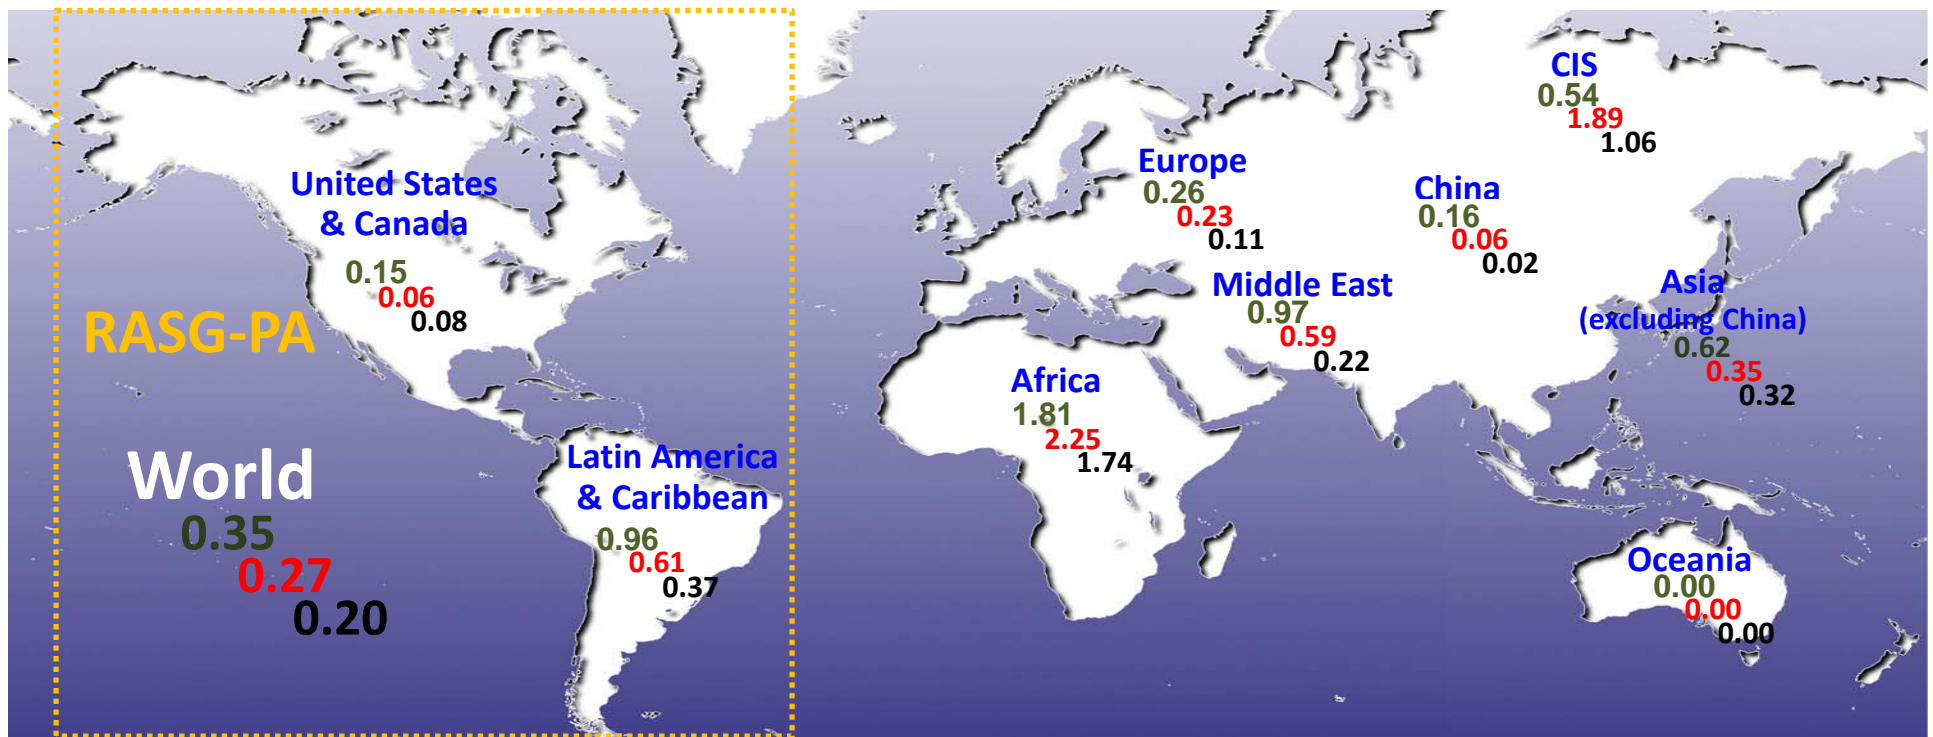 United States
& Canada
0.15
0.06
0.08
RASG-PA
World
0.35
0.27
0.20
Latin America
& Caribbean
0.96
0.61
0.37
Europe
0.26
0.23
0.11
Middle East
0.97
0.59
0.22
Africa
1.81
2.25
1.74
CIS
0.54
1.89
1.06
China
0.16
0.06
0.02
Asia
(excluding China)
0.62
0.35
0.32
Oceania
0.00
0.00
0.00